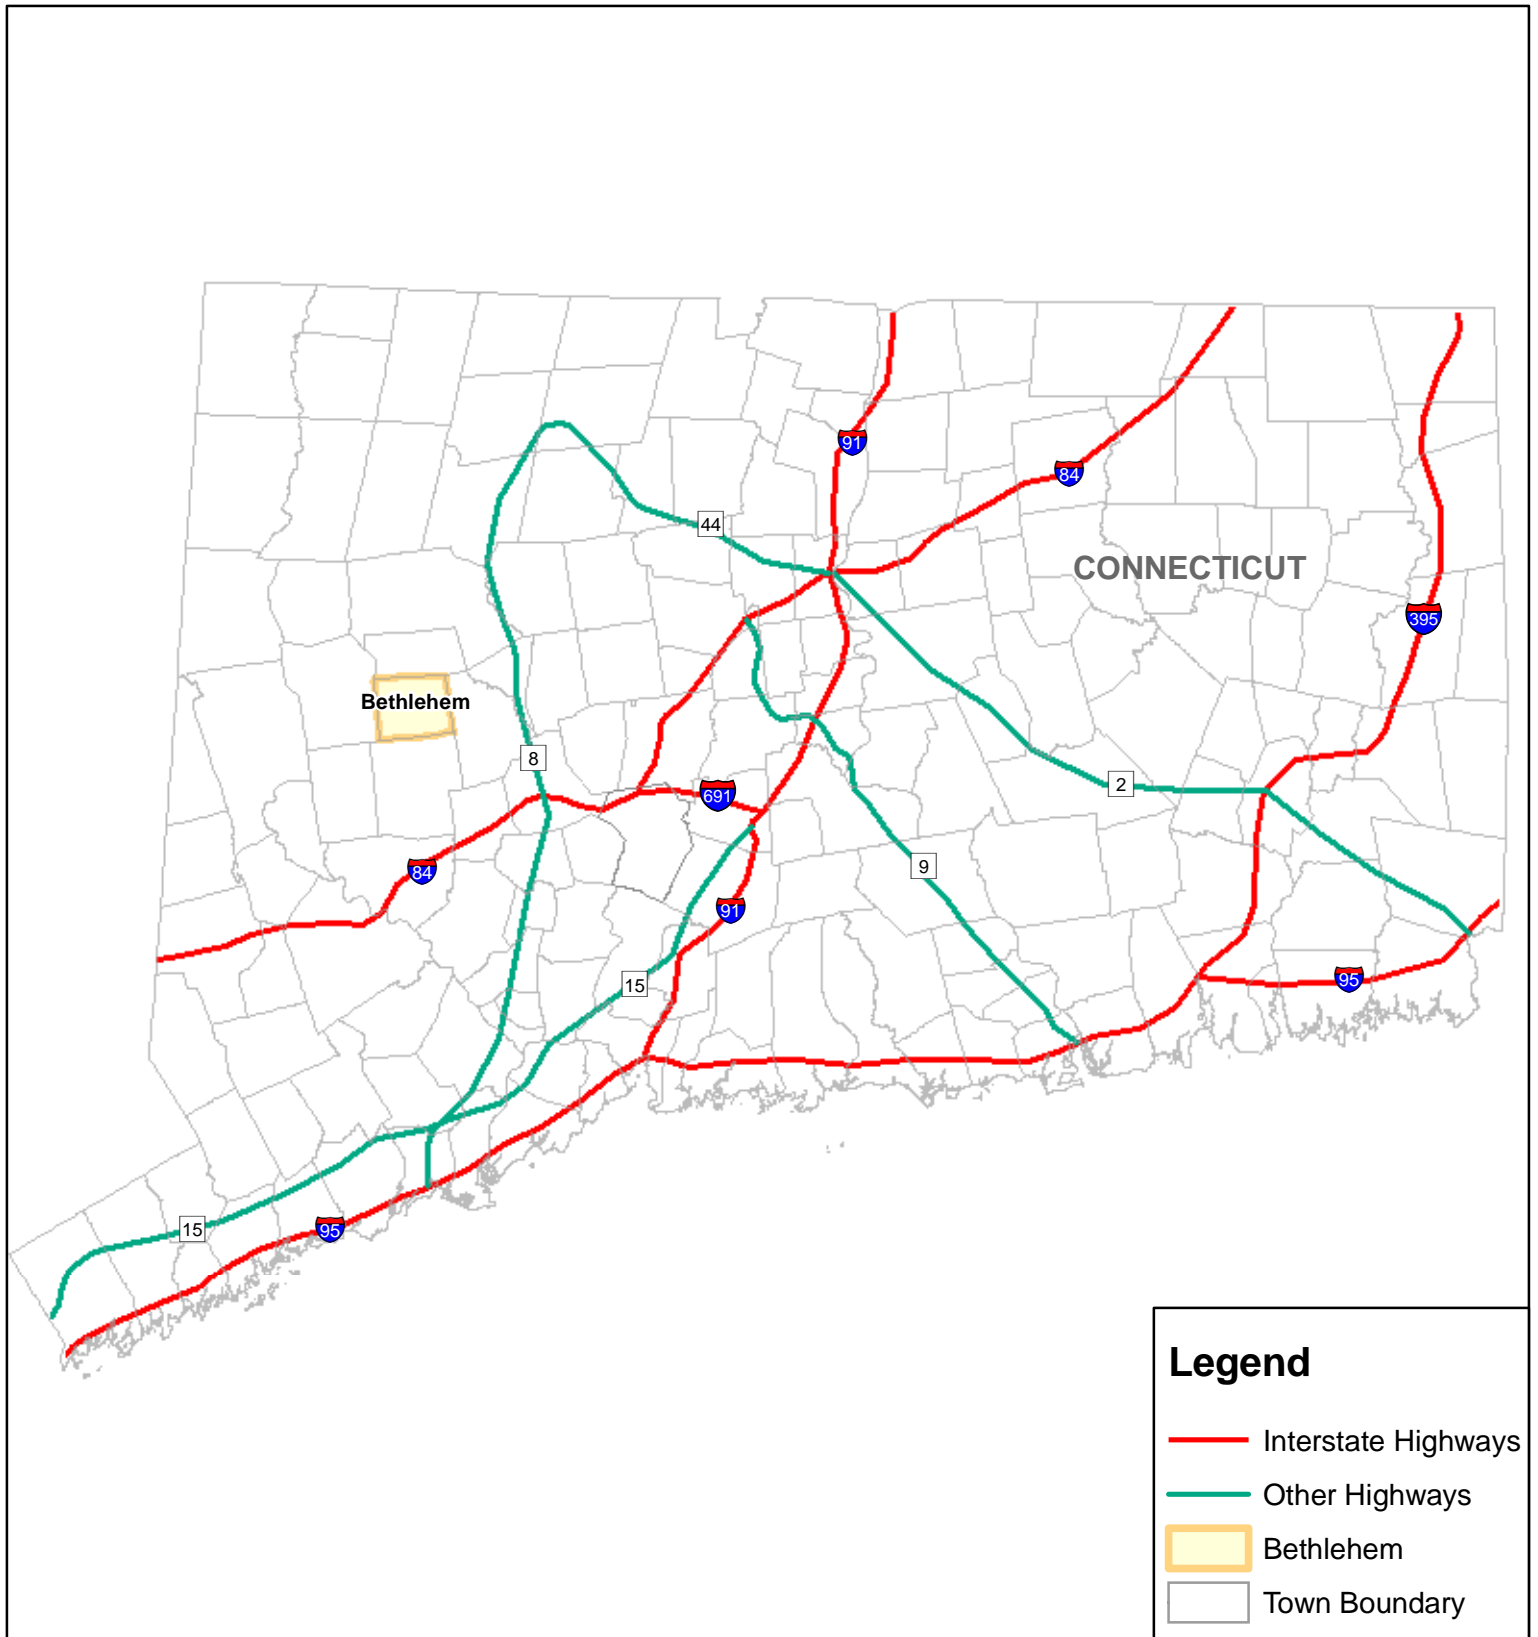 91
84
44
CONNECTICUT
395
Bethlehem
8
2
691
9
84
91
15
95
15
95
Legend
Interstate Highways
Other Highways
Bethlehem
Town Boundary